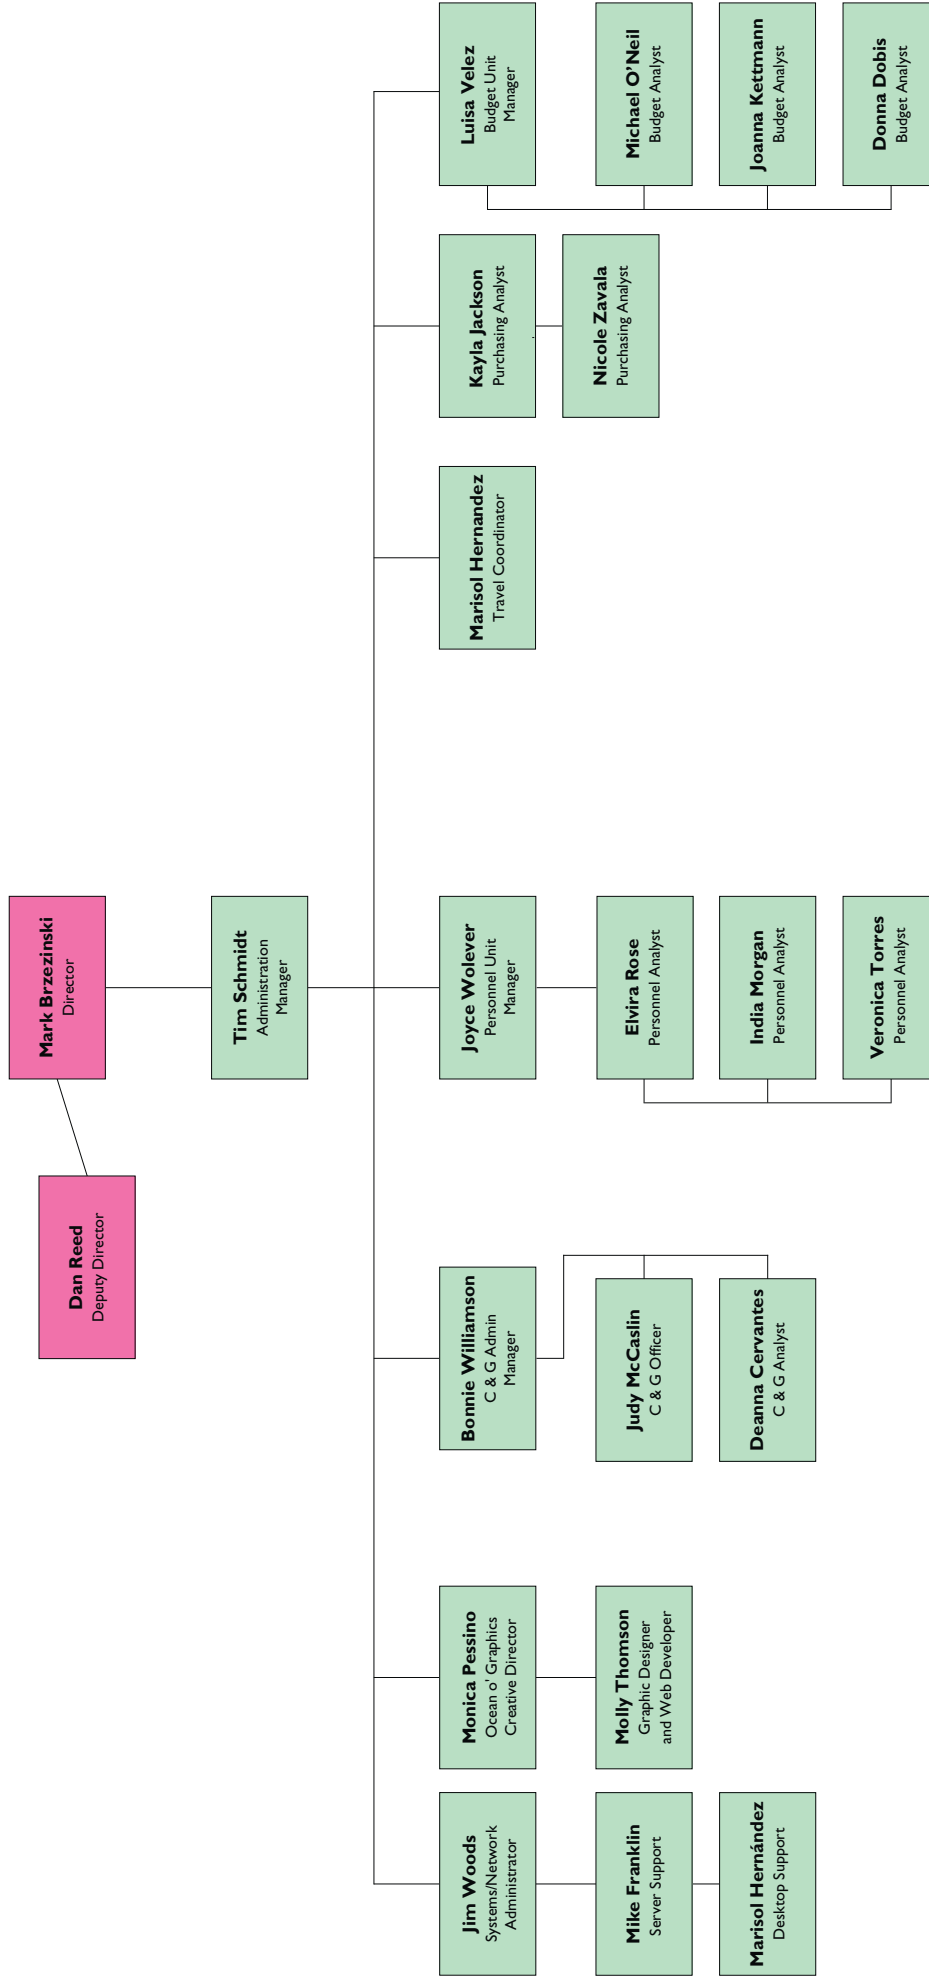 Mark Brzezinski
Director
Dan Reed
Deputy Director
Tim Schmidt
Administration
Manager
Jim Woods
Systems/Network
Administrator
Monica Pessino
Ocean o' Graphics
Creative Director
Bonnie Williamson
C & G Admin
Manager
Joyce Wolever
Personnel Unit
Manager
Marisol Hernandez
Travel Coordinator
Kayla Jackson
Purchasing Analyst
Luisa Velez
Budget Unit
Manager
Mike Franklin
Server Support
Molly Thomson
Graphic Designer
and Web Developer
Judy McCaslin
C & G Officer
Elvira Rose
Personnel Analyst
Nicole Zavala
Purchasing Analyst
Michael O’Neil
Budget Analyst
Marisol Hernández
Desktop Support
Deanna Cervantes
C & G Analyst
India Morgan
Personnel Analyst
Joanna Kettmann
Budget Analyst
Veronica Torres
Personnel Analyst
Donna Dobis
Budget Analyst